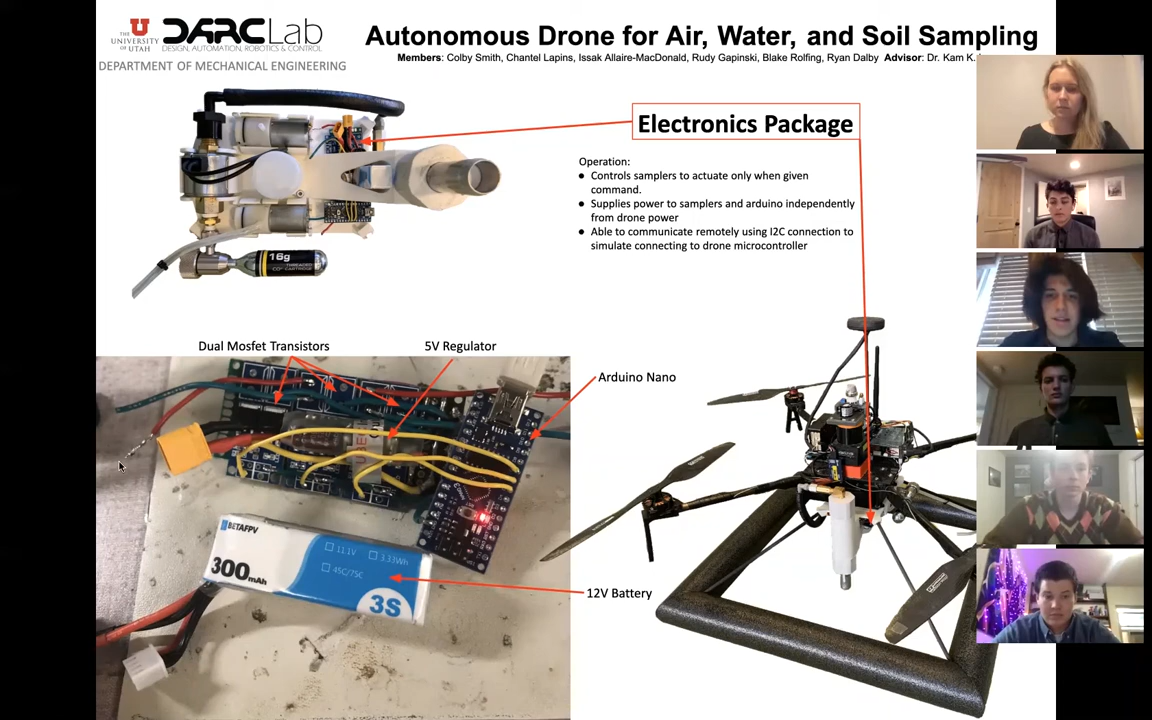 THE
UNIVERSITY
OF UTAH
DARC Lab
DESIGN, AUTOMATION, ROBOTICS & CONTROL
DEPARTMENT OF MECHANICAL ENGINEERING
Autonomous Drone for Air, Water, and Soil Sampling
Members: Colby Smith, Chantel Lapins, Issak Allaire-MacDonald, Rudy Gapinski, Blake Rolfing, Ryan Dalby Advisor: Dr. Kam K.
Electronics Package
Operation:
● Controls samplers to actuate only when given
command.
● Supplies power to samplers and arduino independently
from drone power
● Able to communicate remotely using I2C connection to
simulate connecting to drone microcontroller
16g
THREADED
CO² CARTRIDGE
Dual Mosfet Transistors
5V Regulator
Arduino Nano
12V Battery
BETAFPV
300mAh
11.1V
3.33Wh
45C/75C
3S